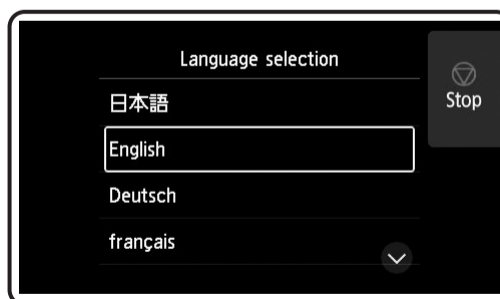 Language selection
日本語
Stop
English
Deutsch
français